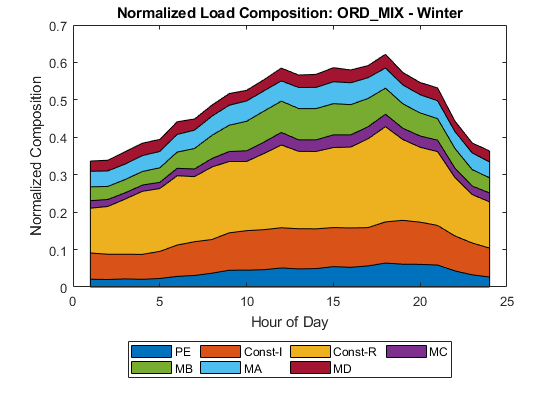 Normalized Load Composition: ORD_MIX - Winter
0.7
0.6
0.5
0.4
0.3
0.2
0.1
0
Normalized Composition
0 5 10 15 20 25
Hour of Day
PE Const-I Const-R MC
MB MA MD